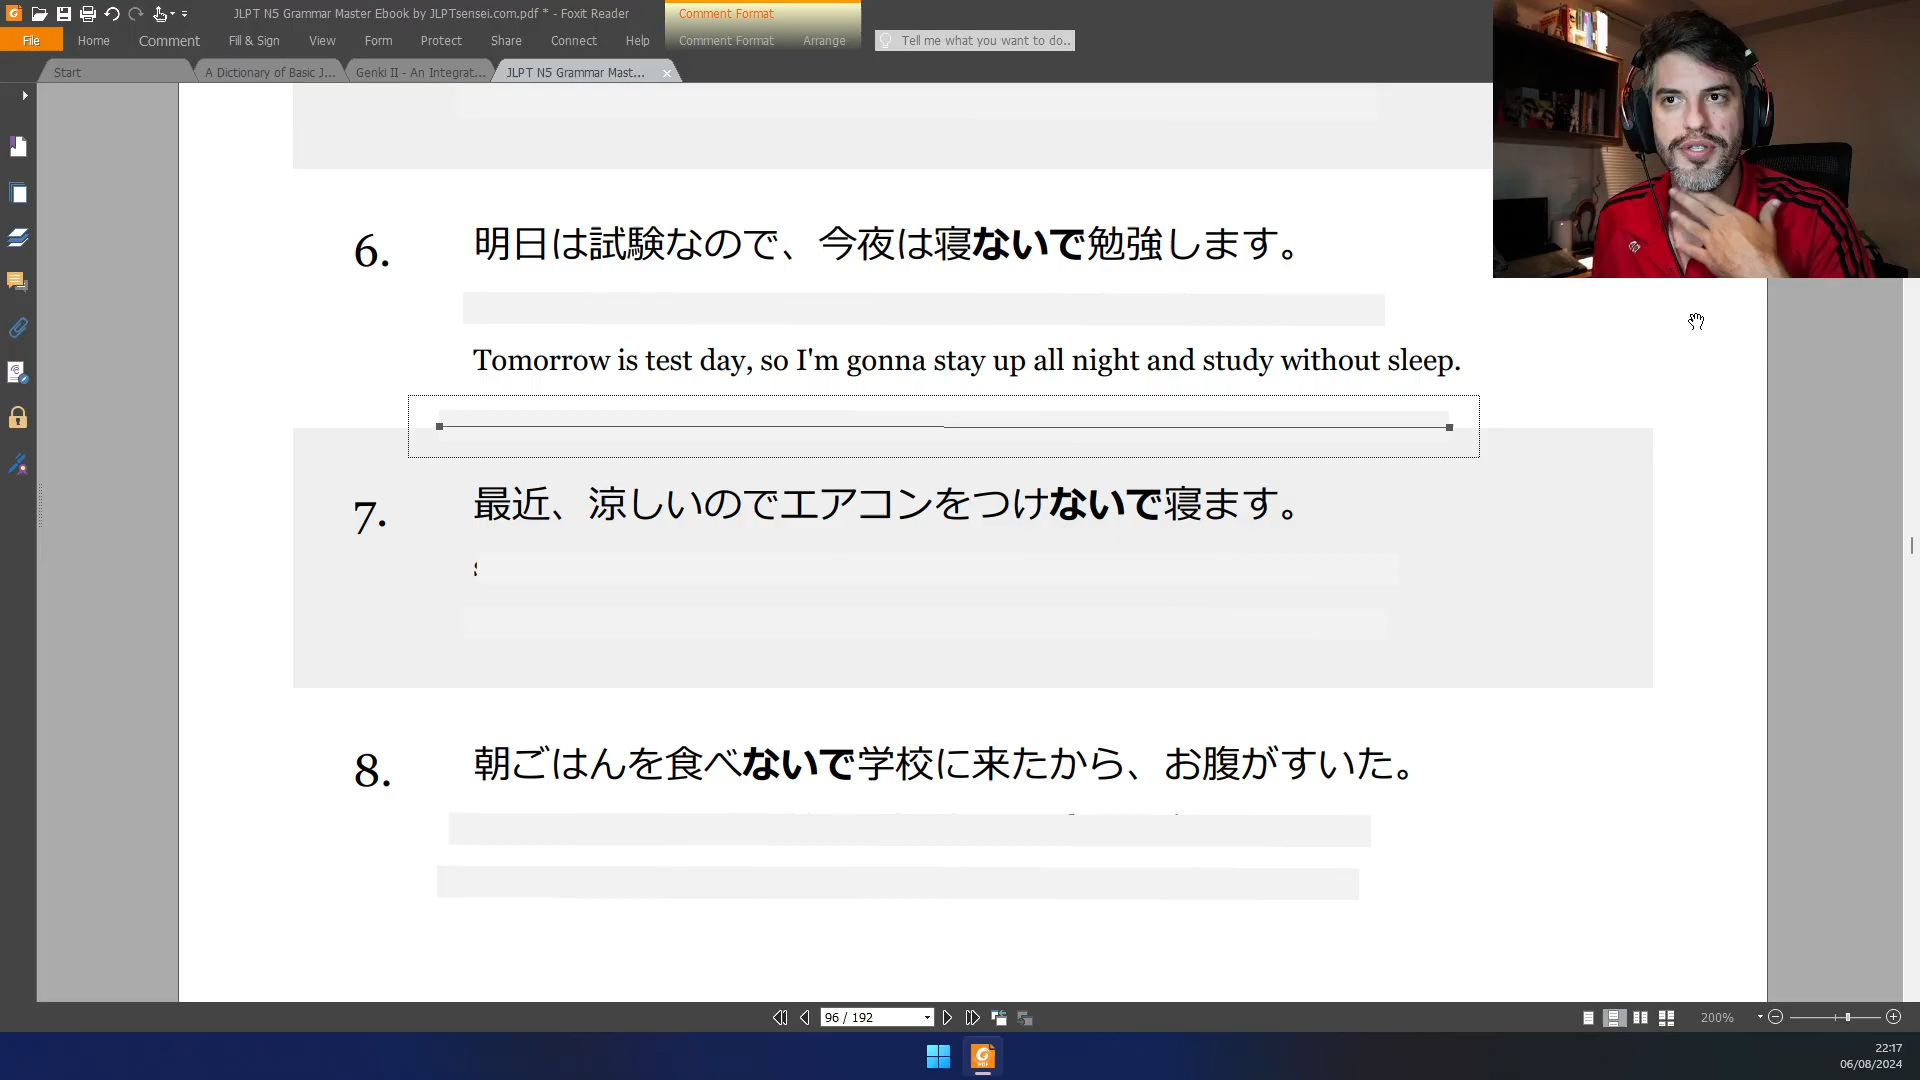 JLPT N5 Grammar Master Ebook by JLPTsensei.com.pdf * - Foxit Reader
Comment Format
File
Home
Comment
Fill & Sign
View
Form
Protect
Share
Connect
Help
Comment Format
Arrange
Tell me what you want to do..
Start
A Dictionary of Basic J...
Genki II - An Integrat...
JLPT N5 Grammar Mast...
6. 明日は試験なので、今夜は寝ないで勉強します。
Tomorrow is test day, so I'm gonna stay up all night and study without sleep.
7. 最近、涼しいのでエアコンをつけないで寝ます。
8. 朝ごはんを食べないで学校に来たから、お腹がすいた。
96 / 192
200%
22:17
06/08/2024